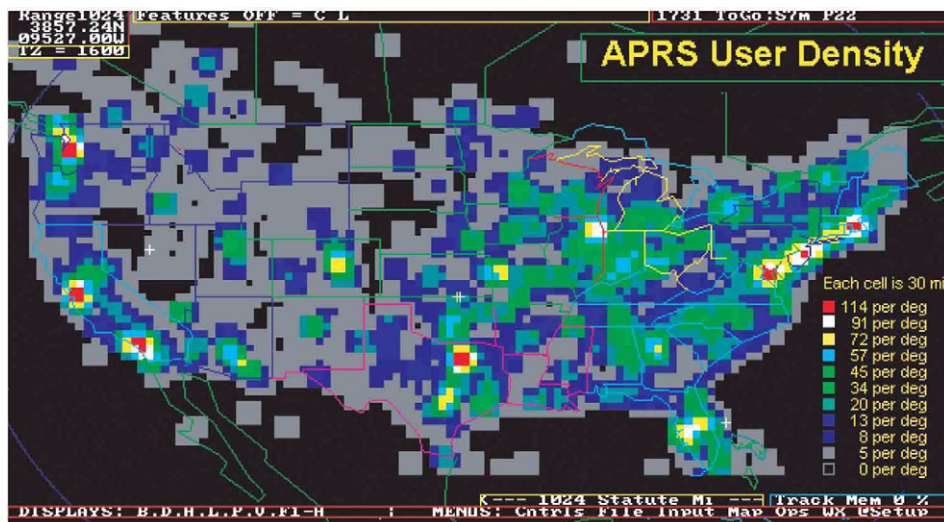 Range1024
3857.24N
09527.00W
TZ = 1600
Features OFF = C L
1731 ToGo:57m P22
APRS User Density
Each cell is 30 mi
114 per deg
91 per deg
72 per deg
57 per deg
45 per deg
34 per deg
20 per deg
13 per deg
8 per deg
5 per deg
0 per deg
<--- 1024 Statute Mi ---> Track Mem 0 %
DISPLAYS: B.D.H.L.P.V.F1-H : MENUS: Cntrls File Input Map Ops WX @Setup